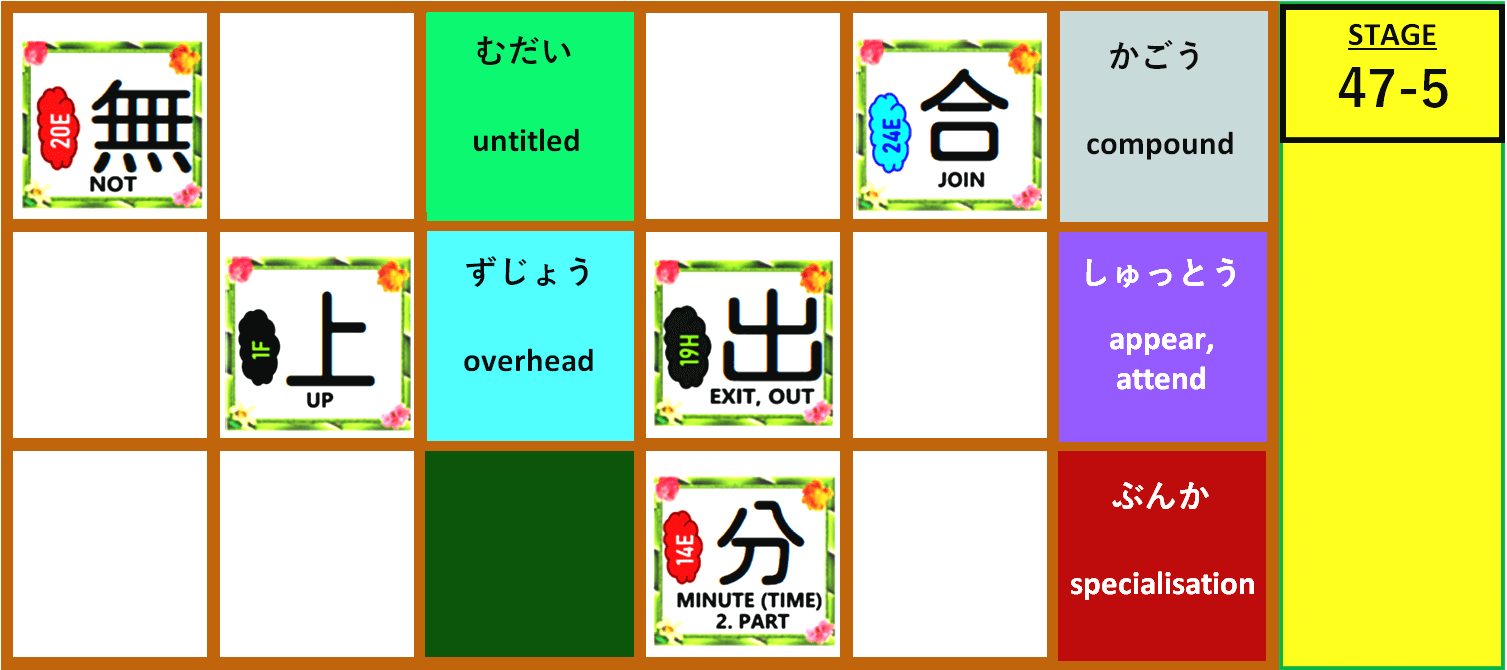 20E
無
NOT
むだい
untitled
24E
合
JOIN
かごう
compound
STAGE
47-5
1F
上
UP
ずじょう
overhead
19H
出
EXIT, OUT
しゅっとう
appear,
attend
14E
分
MINUTE (TIME)
2. PART
ぶんか
specialisation